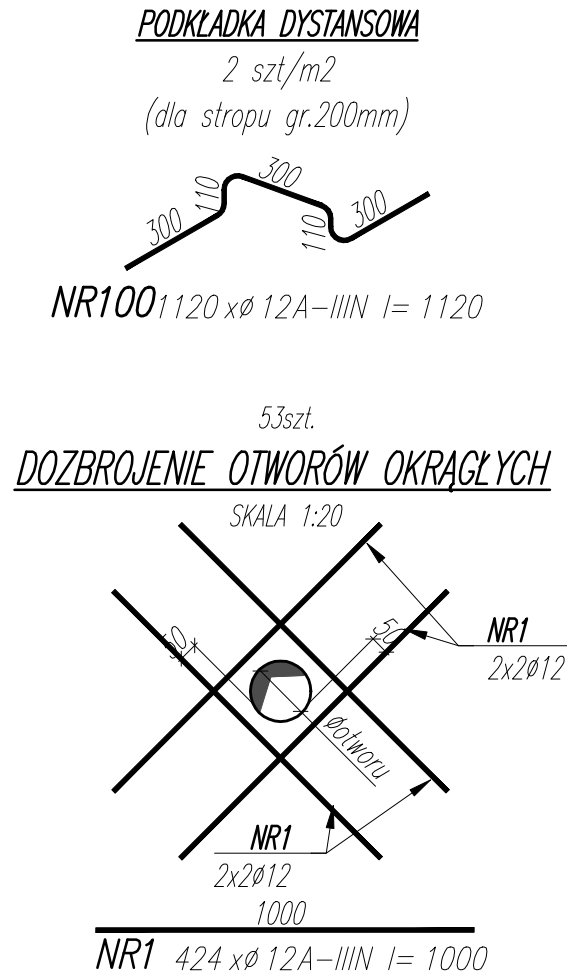 PODKŁADKA DYSTANSOWA
2 szt/m2
(dla stropu gr.200mm)
300
110
300
110
300
NR100 1120 xø 12A-IIIN l= 1120
53szt.
DOZBROJENIE OTWORÓW OKRĄGŁYCH
SKALA 1:20
50
50
NR1
2x2ø12
øotworu
NR1
2x2ø12
1000
NR1 424 xø 12A-IIIN l= 1000